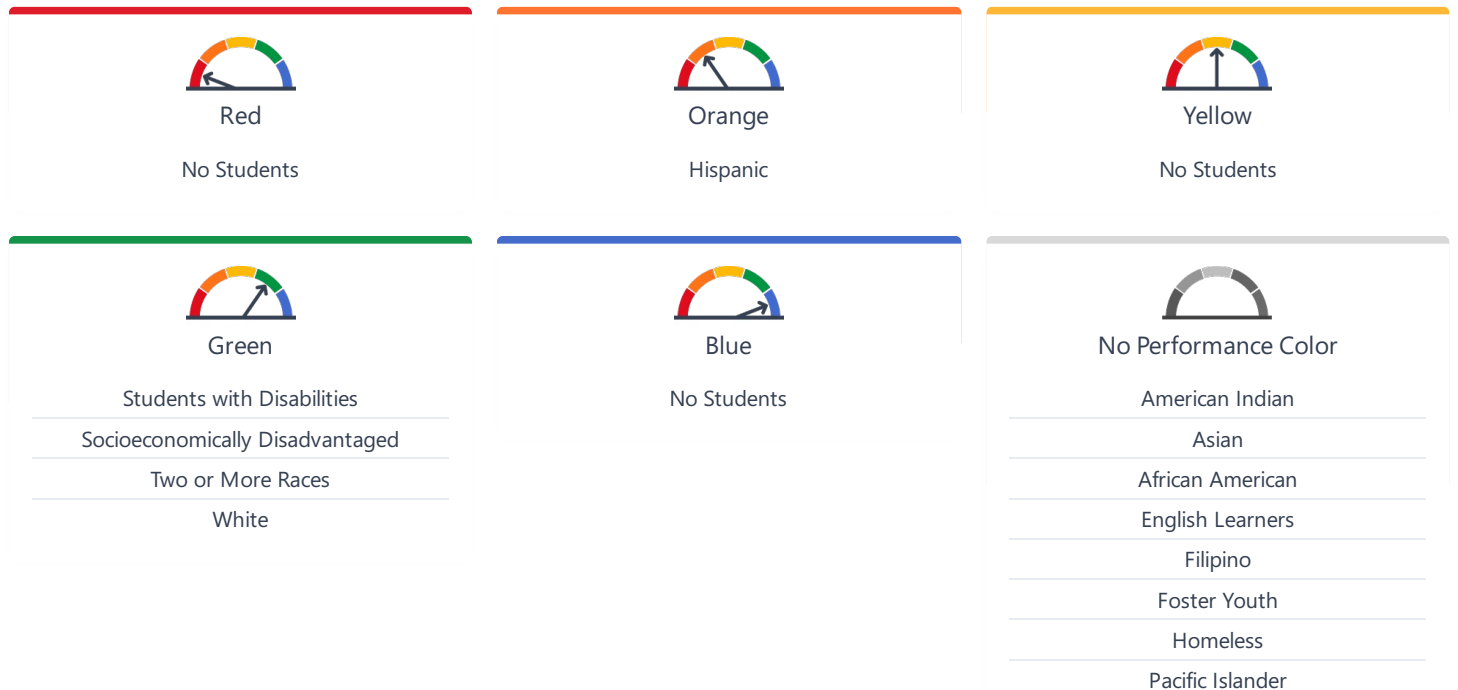 Red
No Students
Orange
Hispanic
Yellow
No Students
Green
Students with Disabilities
Socioeconomically Disadvantaged
Two or More Races
White
Blue
No Students
No Performance Color
American Indian
Asian
African American
English Learners
Filipino
Foster Youth
Homeless
Pacific Islander